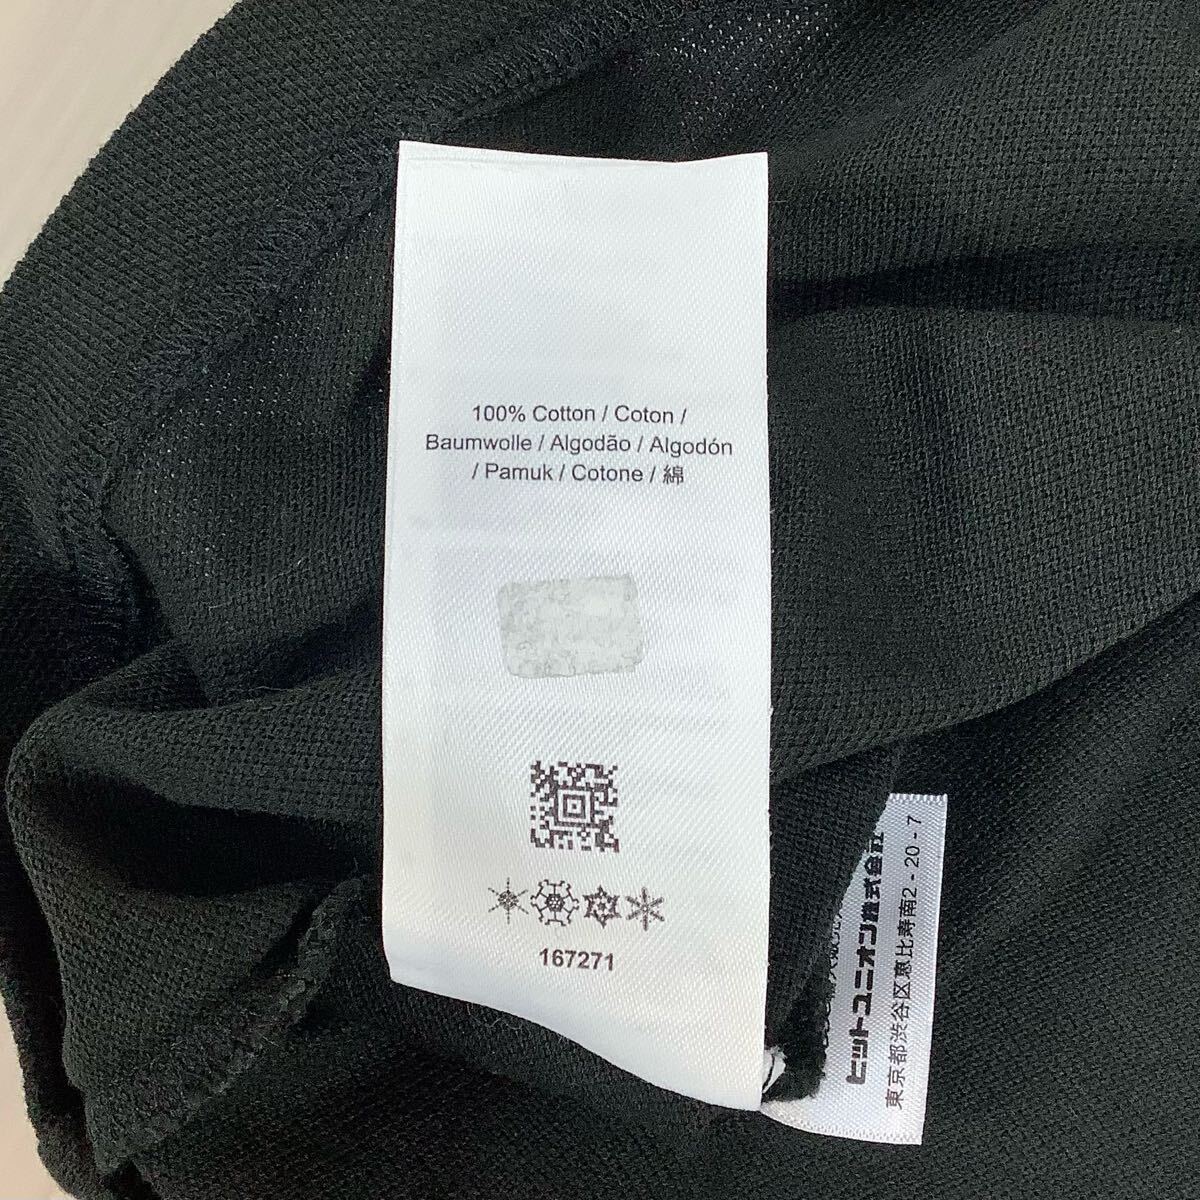 100% Cotton / Coton /
Baumwolle / Algodão / Algodón
/ Pamuk / Cotone / 綿
167271
ヒットユニオン株式会社
東京都渋谷区恵比寿南2-20-7